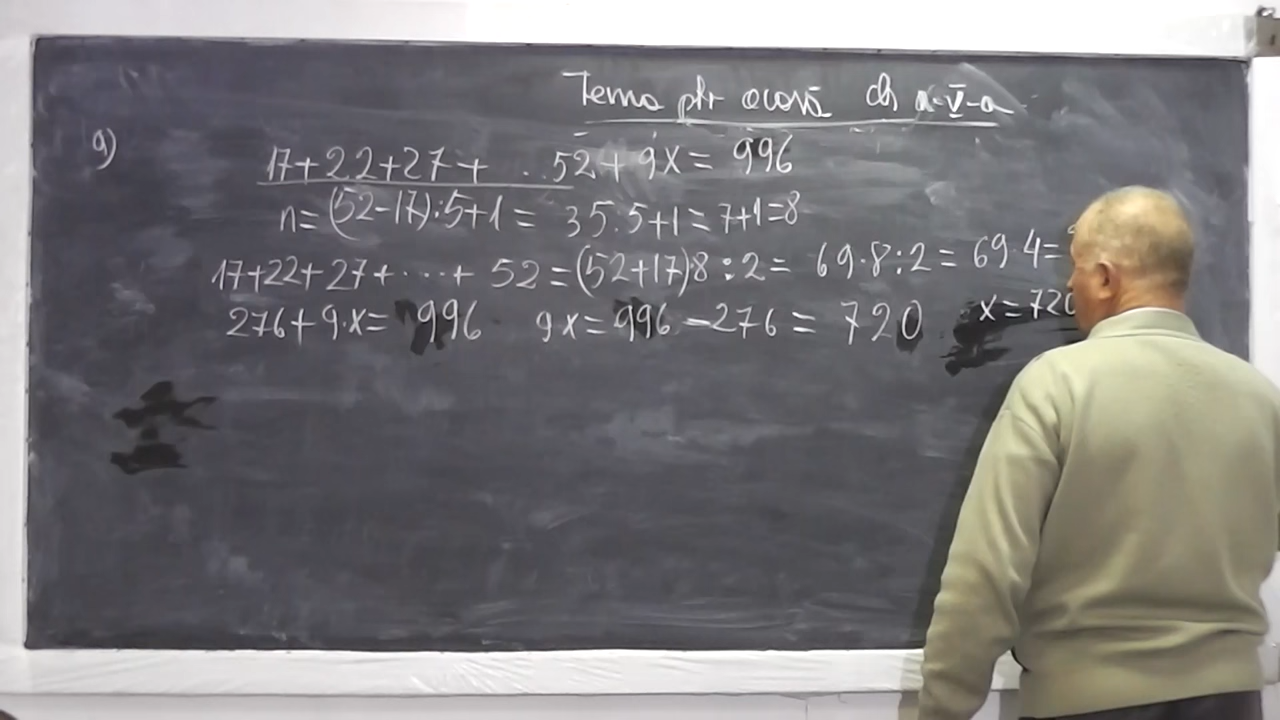 Tema ptr acasă cls a-V-a
9)
17+22+27+ ...52+9x= 996
n=(52-17):5+1= 35:5+1=7+1=8
17+22+27+...+ 52=(52+17)·8:2= 69·8:2=69·4=
276+9·x= 996 9x=996-276= 720 x=720